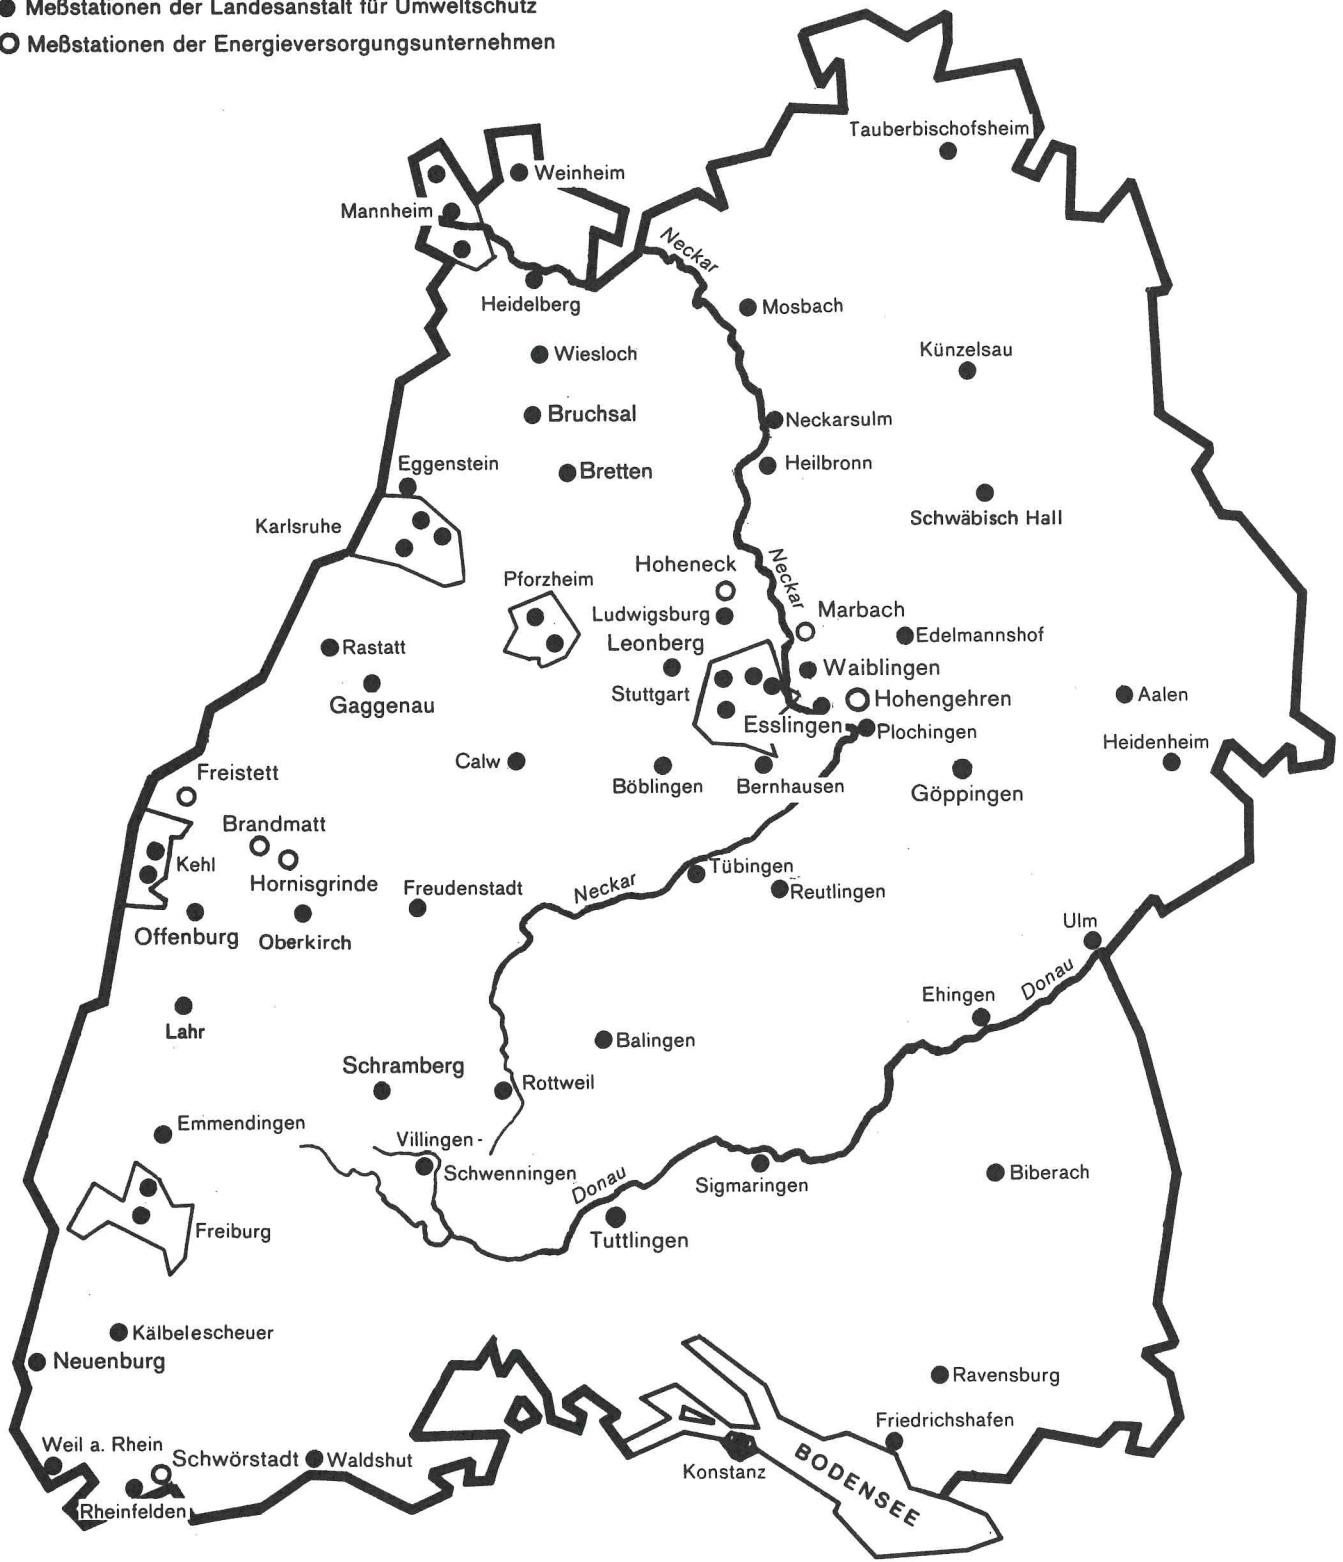 Meßstationen der Landesanstalt für Umweltschutz
Meßstationen der Energieversorgungsunternehmen
Tauberbischofsheim
Weinheim
Mannheim
Neckar
Heidelberg
Mosbach
Wiesloch
Künzelsau
Bruchsal
Neckarsulm
Eggenstein
Bretten
Heilbronn
Karlsruhe
Schwäbisch Hall
Hoheneck
Neckar
Pforzheim
Ludwigsburg
Marbach
Leonberg
Edelmannshof
Rastatt
Waiblingen
Stuttgart
Gaggenau
Hohengehren
Aalen
Esslingen
Plochingen
Heidenheim
Calw
Freistett
Böblingen
Bernhausen
Göppingen
Brandmatt
Kehl
Tübingen
Hornisgrinde
Freudenstadt
Neckar
Reutlingen
Offenburg
Oberkirch
Ulm
Donau
Ehingen
Lahr
Balingen
Schramberg
Rottweil
Emmendingen
Villingen -
Schwenningen
Donau
Sigmaringen
Biberach
Freiburg
Tuttlingen
Kälbelescheuer
Neuenburg
Ravensburg
Friedrichshafen
Weil a. Rhein
Schwörstadt
Waldshut
Konstanz
BODENSEE
Rheinfelden